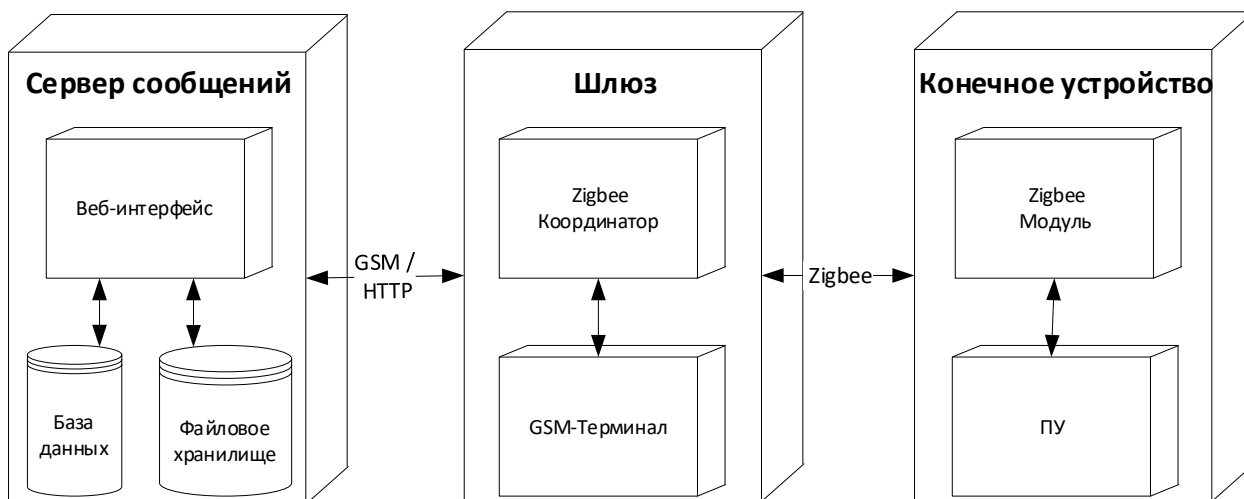 Сервер сообщений
Веб-интерфейс
База
данных
Файловое
хранилище
GSM /
HTTP
Шлюз
Zigbee
Координатор
GSM-Терминал
Zigbee
Конечное устройство
Zigbee
Модуль
ПУ